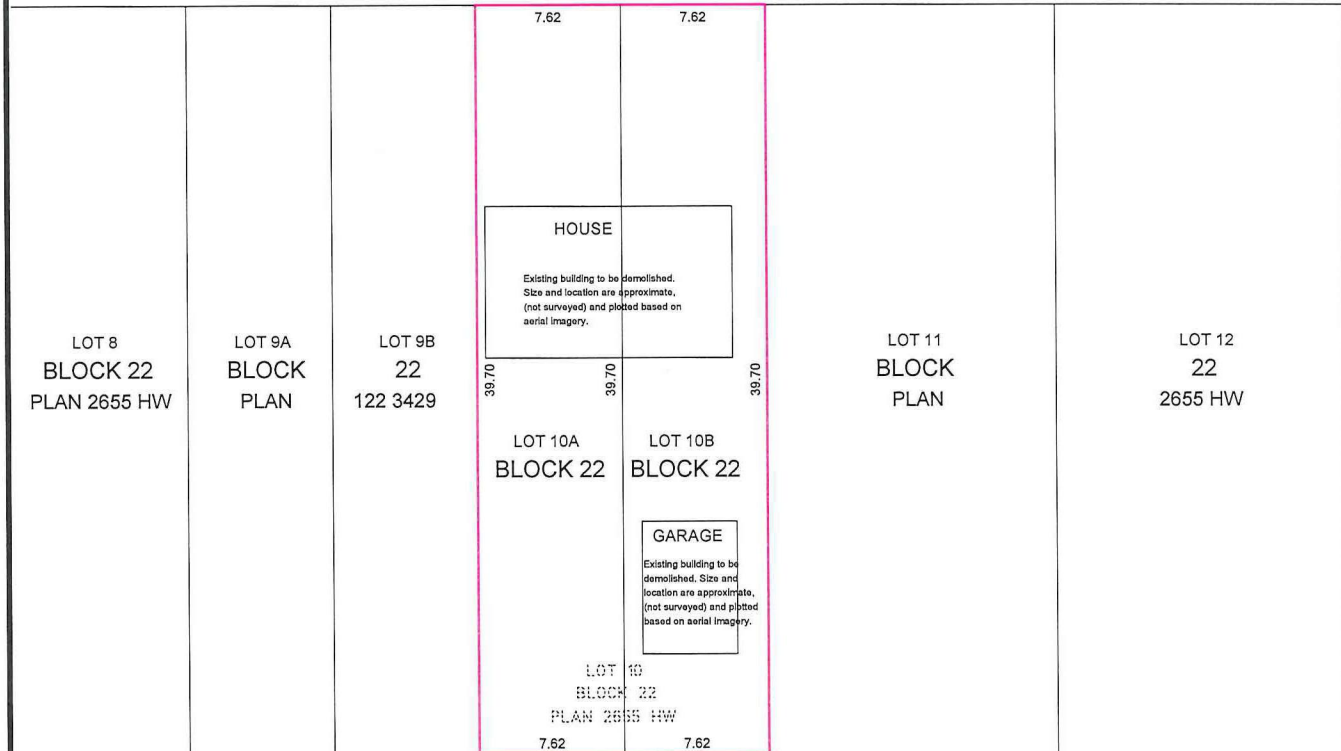 7.62
7.62
HOUSE
Existing building to be demolished.
Size and location are approximate,
(not surveyed) and plotted based on
aerial imagery.
LOT 8
BLOCK 22
PLAN 2655 HW
LOT 9A
BLOCK
PLAN
LOT 9B
22
122 3429
39.70
39.70
39.70
LOT 11
BLOCK
PLAN
LOT 12
22
2655 HW
LOT 10A
BLOCK 22
LOT 10B
BLOCK 22
GARAGE
Existing building to be
demolished. Size and
location are approximate,
(not surveyed) and plotted
based on aerial imagery.
LOT 10
BLOCK 22
PLAN 2655 HW
7.62
7.62